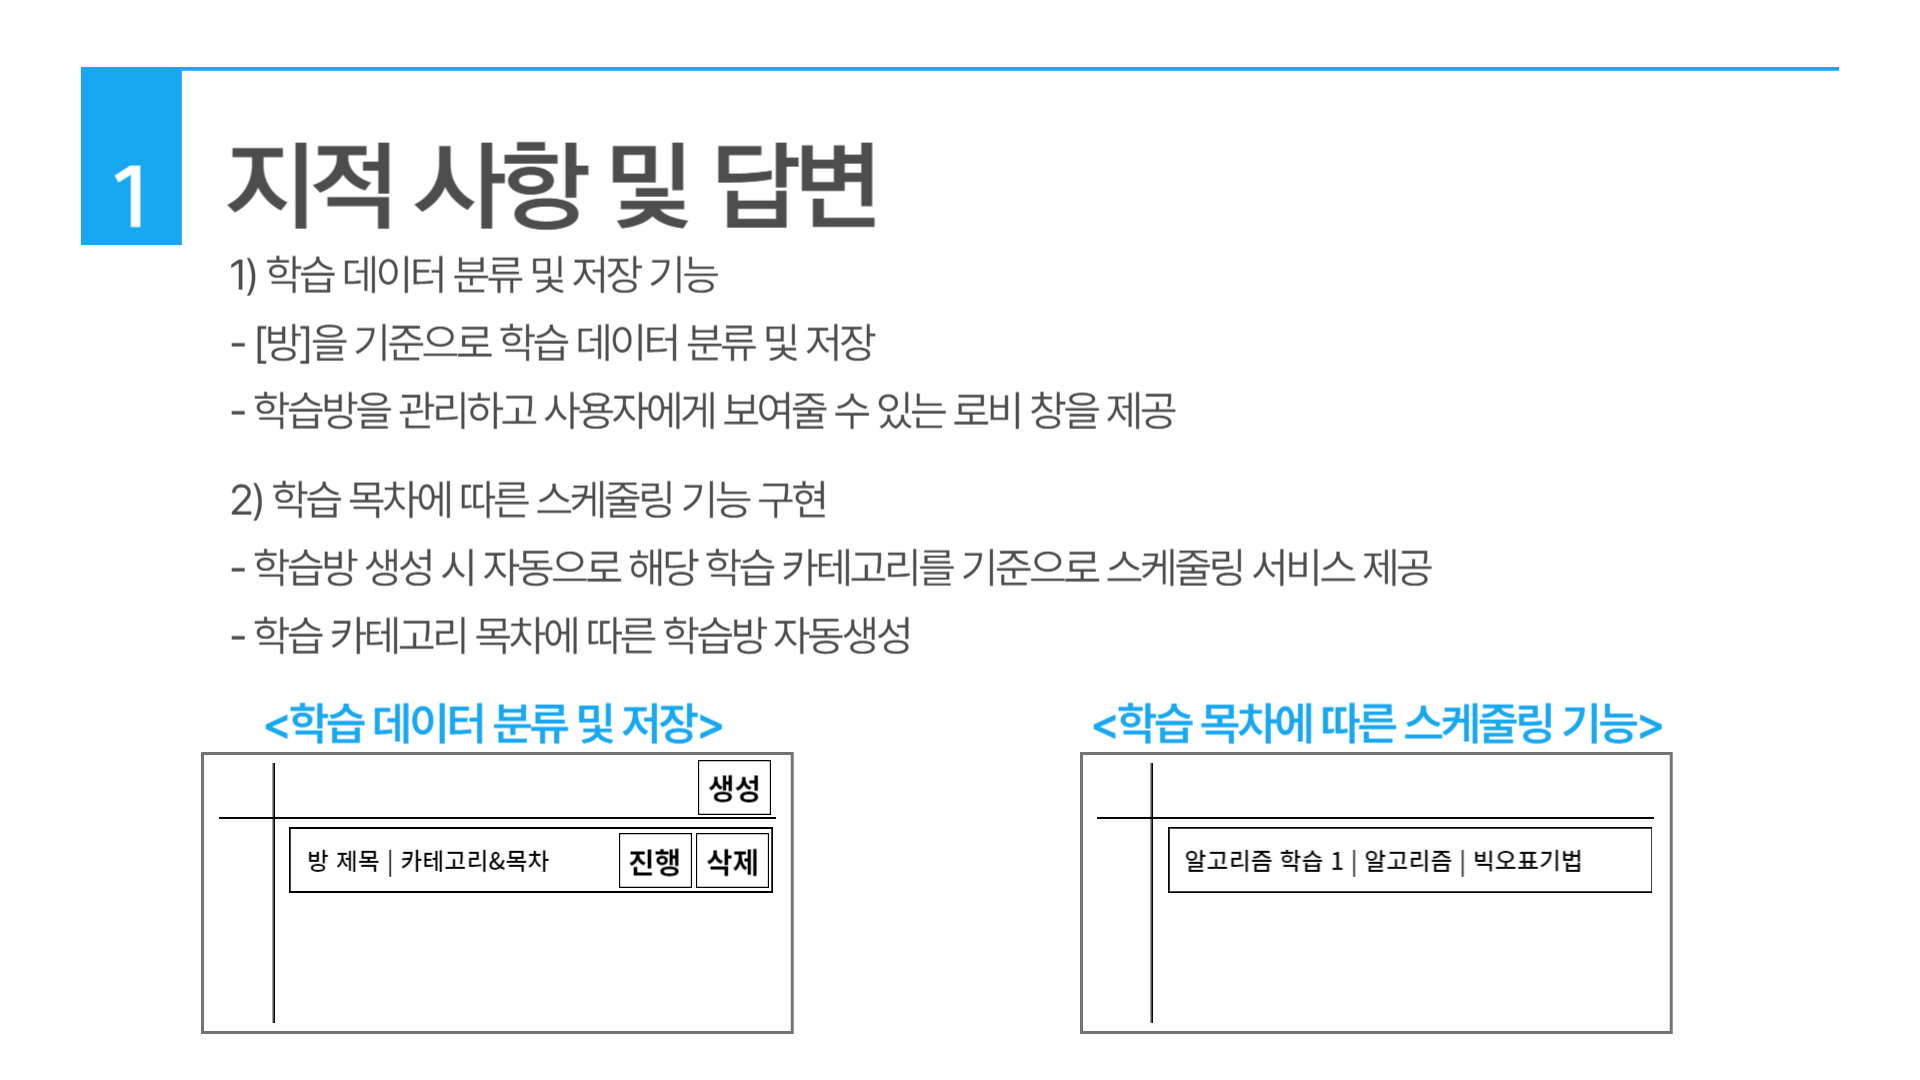 1
지적 사항 및 답변
1) 학습 데이터 분류 및 저장 기능
- [방]을 기준으로 학습 데이터 분류 및 저장
- 학습방을 관리하고 사용자에게 보여줄 수 있는 로비 창을 제공
2) 학습 목차에 따른 스케줄링 기능 구현
- 학습방 생성 시 자동으로 해당 학습 카테고리를 기준으로 스케줄링 서비스 제공
- 학습 카테고리 목차에 따른 학습방 자동생성
<학습 데이터 분류 및 저장>
생성
방 제목 | 카테고리&목차
진행
삭제
<학습 목차에 따른 스케줄링 기능>
알고리즘 학습 1 | 알고리즘 | 빅오표기법